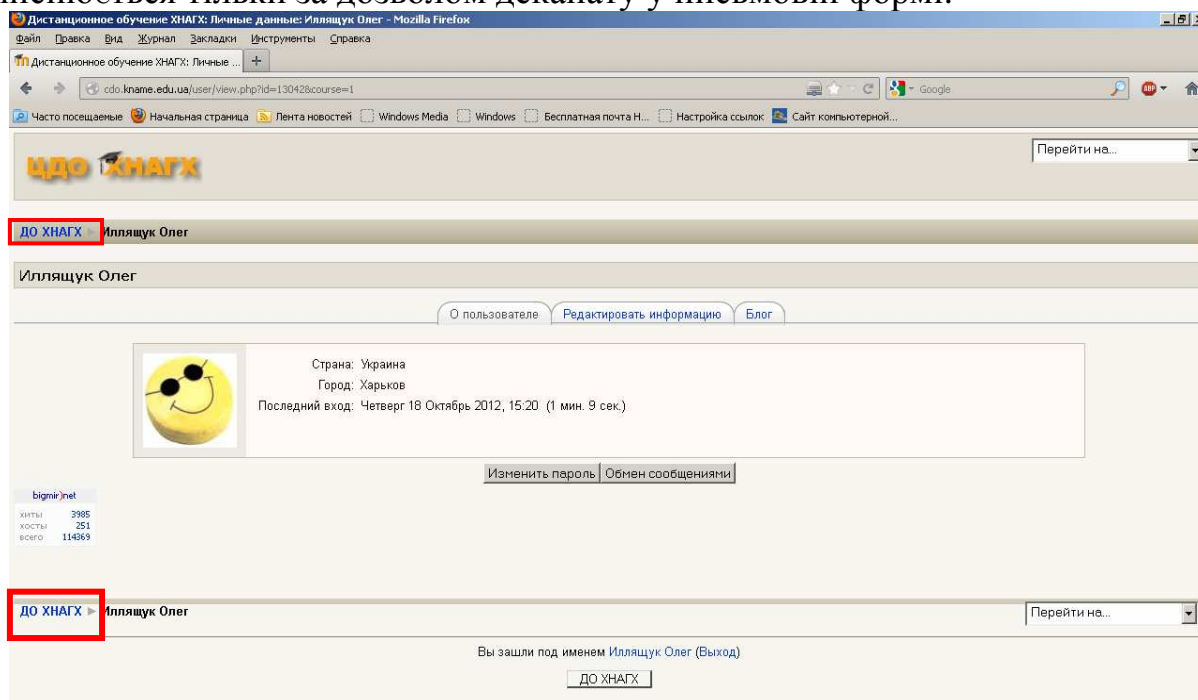 Дистанционное обучение ХНАГХ: Личные данные: Иллящук Олег - Mozilla Firefox
Файл Правка Вид Журнал Закладки Инструменты Справка
Дистанционное обучение ХНАГХ: Личные ... +
cdo.kname.edu.ua/user/view.php?id=13042&course=1 Google
Часто посещаемые Начальная страница Лента новостей Windows Media Windows Бесплатная почта H... Настройка ссылок Сайт компьютерной...
ЦДО ХНАГХ Перейти на...
ДО ХНАГХ ► Иллящук Олег
Иллящук Олег
О пользователе Редактировать информацию Блог
Страна: Украина
Город: Харьков
Последний вход: Четверг 18 Октябрь 2012, 15:20 (1 мин. 9 сек.)
Изменить пароль Обмен сообщениями
bigmir)net
хиты 3985
хосты 251
всего 114369
ДО ХНАГХ ► Иллящук Олег Перейти на...
Вы зашли под именем Иллящук Олег (Выход)
ДО ХНАГХ